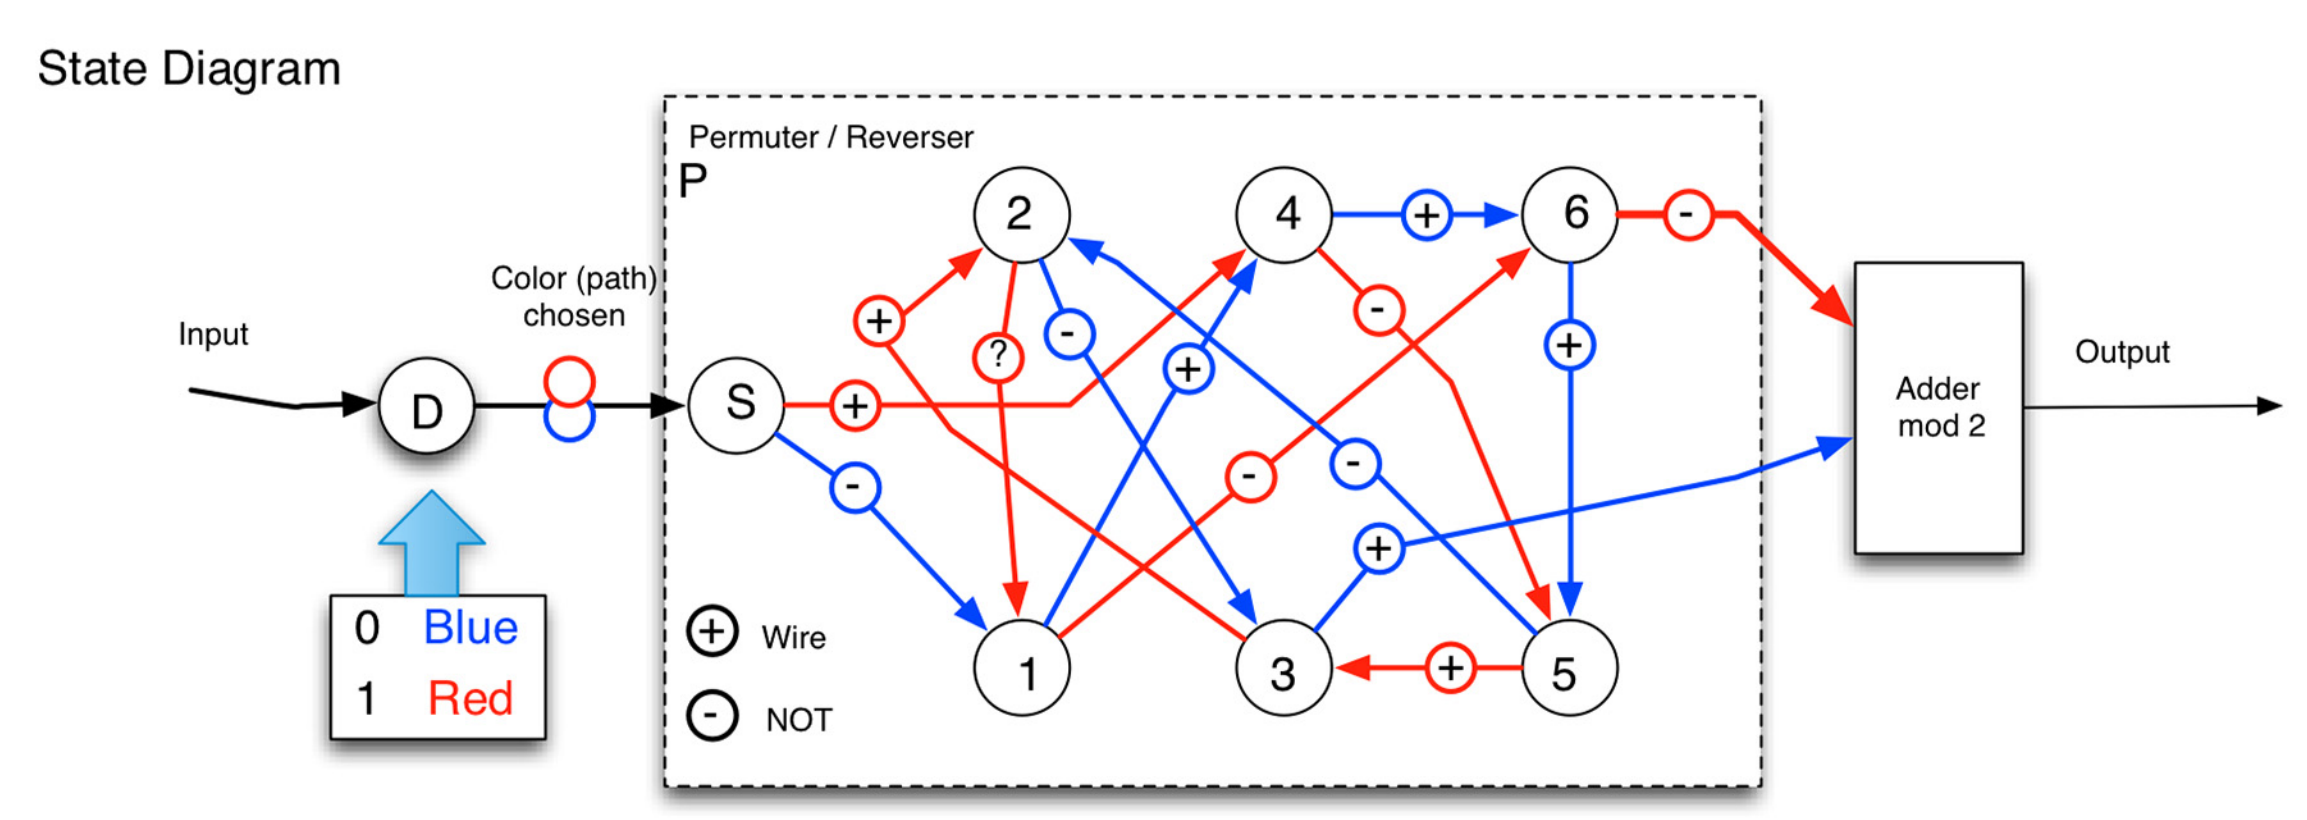 State Diagram
Permuter / Reverser
P
2
4
+
6
-
Color (path)
chosen
+
-
-
Input
?
+
+
Output
D
S
+
Adder
mod 2
-
-
-
+
0 Blue
1 Red
+ Wire
- NOT
1
3
+
5